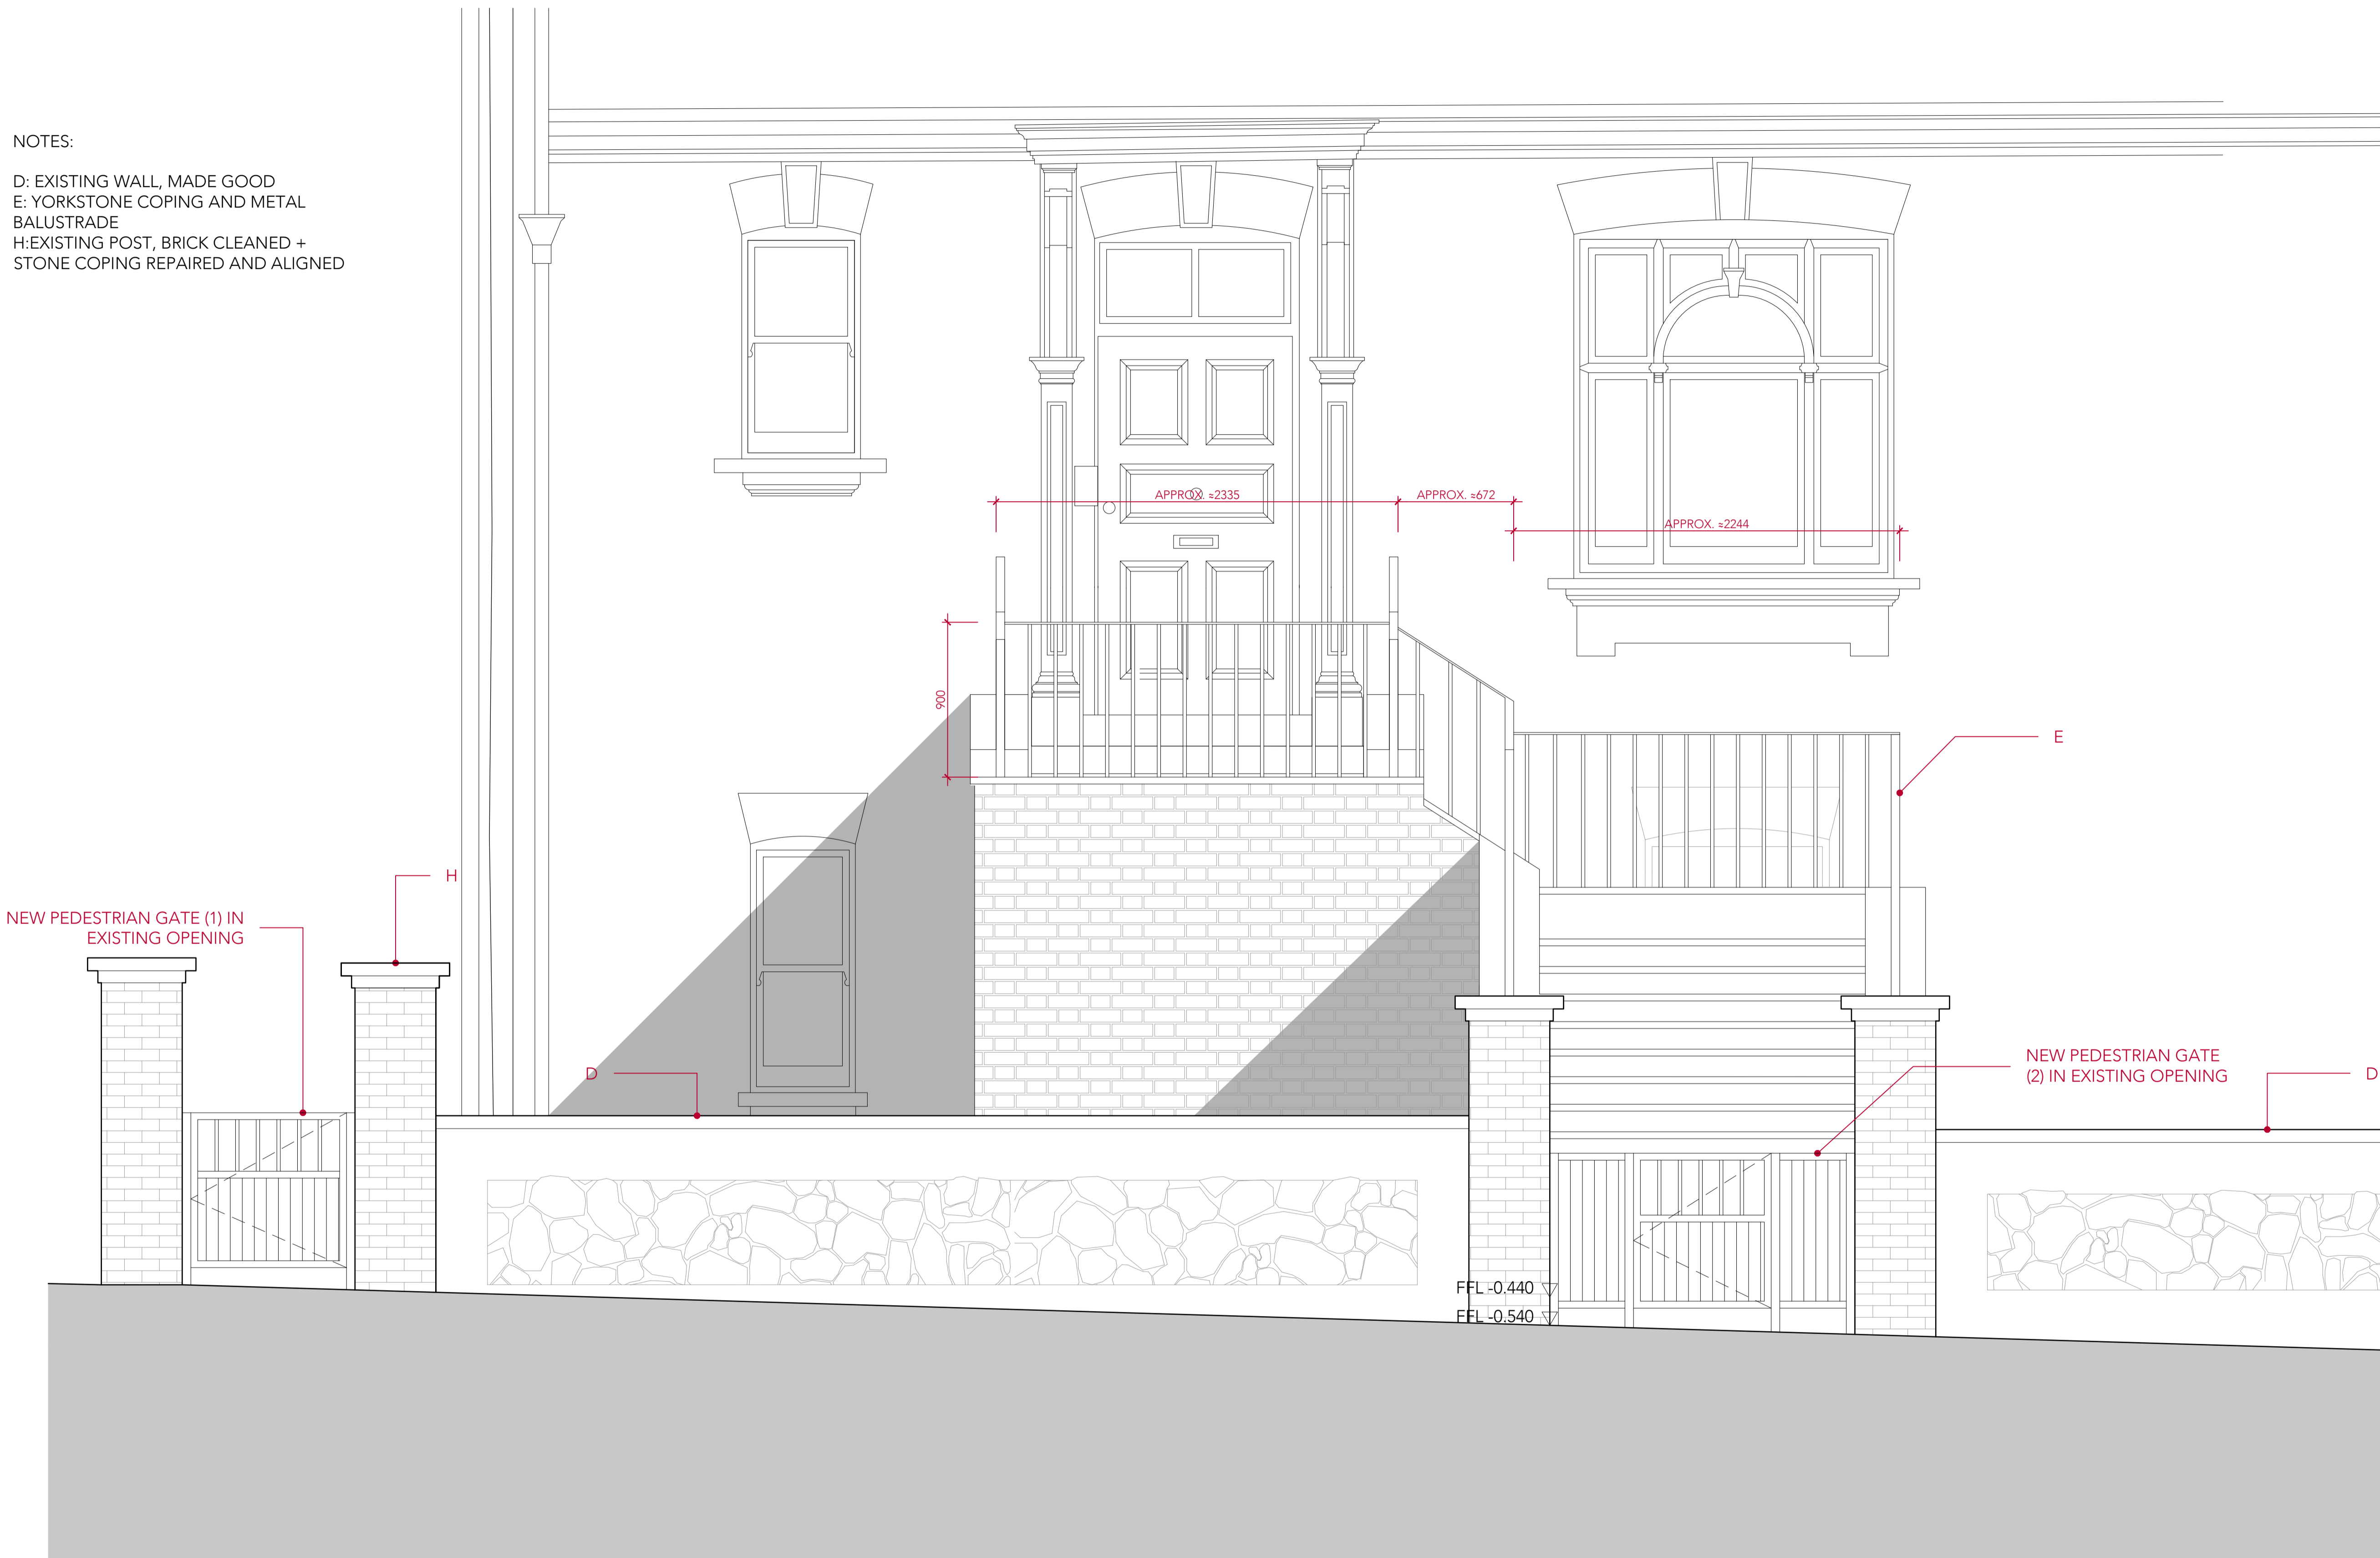 NOTES:
D: EXISTING WALL, MADE GOOD
E: YORKSTONE COPING AND METAL
BALUSTRADE
H:EXISTING POST, BRICK CLEANED +
STONE COPING REPAIRED AND ALIGNED
APPROX. ≈2335
APPROX. ≈672
APPROX. ≈2244
900
E
H
NEW PEDESTRIAN GATE (1) IN
EXISTING OPENING
D
NEW PEDESTRIAN GATE
(2) IN EXISTING OPENING
D
FFL -0.440
FFL -0.540